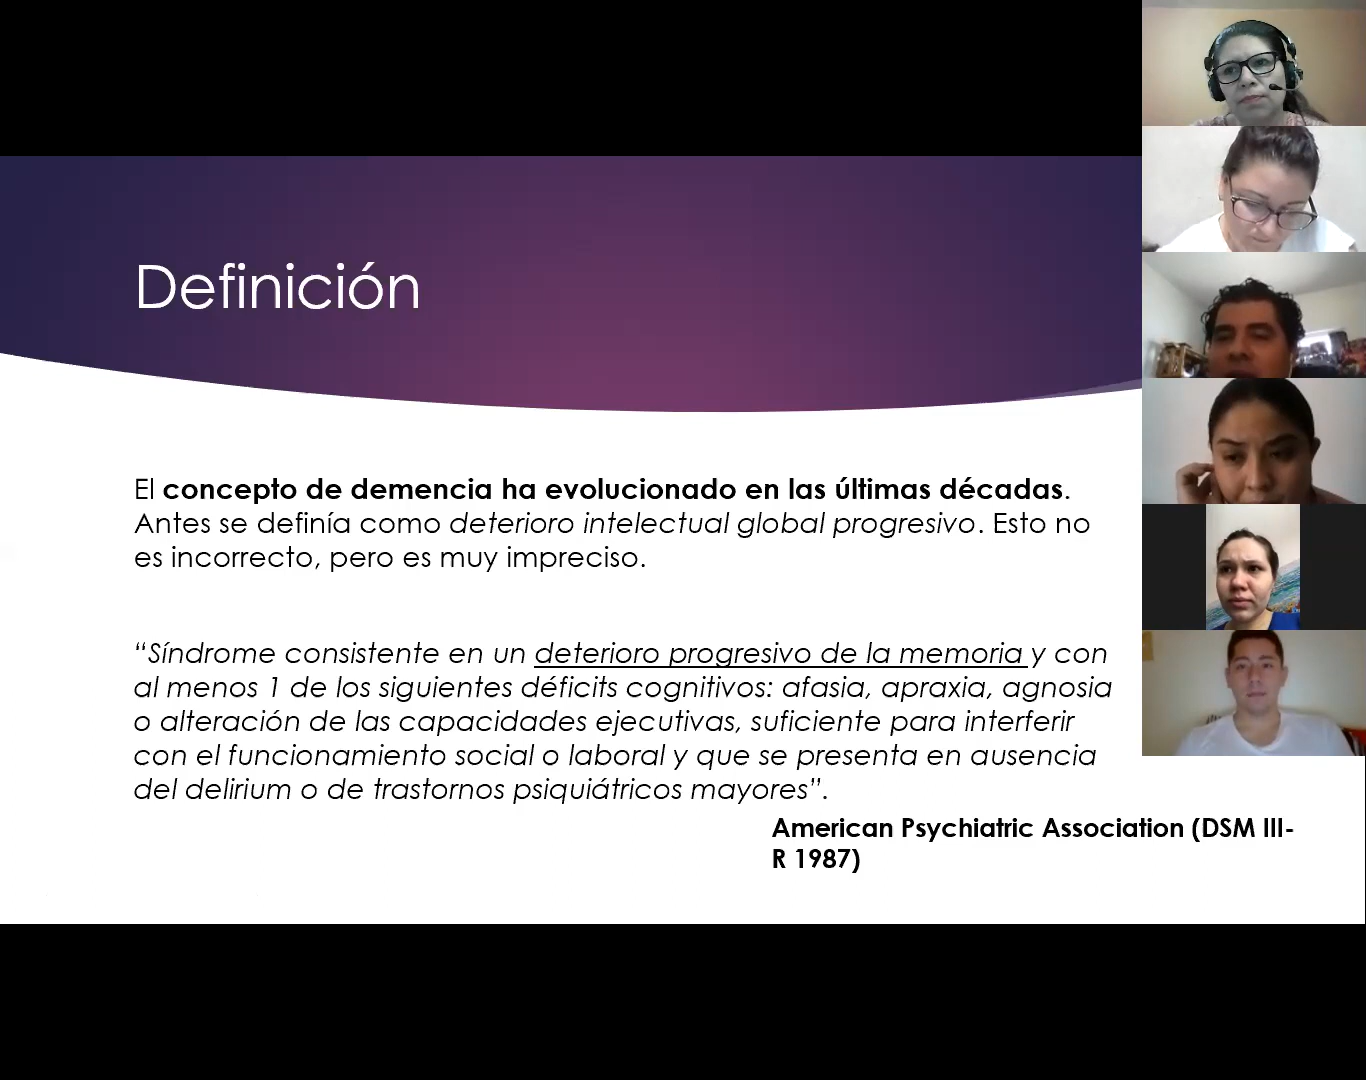 Definición
El concepto de demencia ha evolucionado en las últimas décadas.
Antes se definía como deterioro intelectual global progresivo. Esto no
es incorrecto, pero es muy impreciso.
“Síndrome consistente en un deterioro progresivo de la memoria y con
al menos 1 de los siguientes déficits cognitivos: afasia, apraxia, agnosia
o alteración de las capacidades ejecutivas, suficiente para interferir
con el funcionamiento social o laboral y que se presenta en ausencia
del delirium o de trastornos psiquiátricos mayores”.
American Psychiatric Association (DSM III-
R 1987)